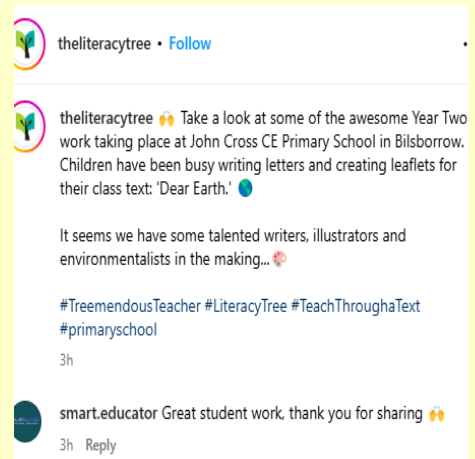 theliteracytree • Follow
theliteracytree 🙌 Take a look at some of the awesome Year Two
work taking place at John Cross CE Primary School in Bilsborrow.
Children have been busy writing letters and creating leaflets for
their class text: 'Dear Earth.' 🌎
It seems we have some talented writers, illustrators and
environmentalists in the making...🎨
#TreemendousTeacher #LiteracyTree #TeachThroughaText
#primaryschool
3h
smart.educator Great student work, thank you for sharing 🙌
3h Reply